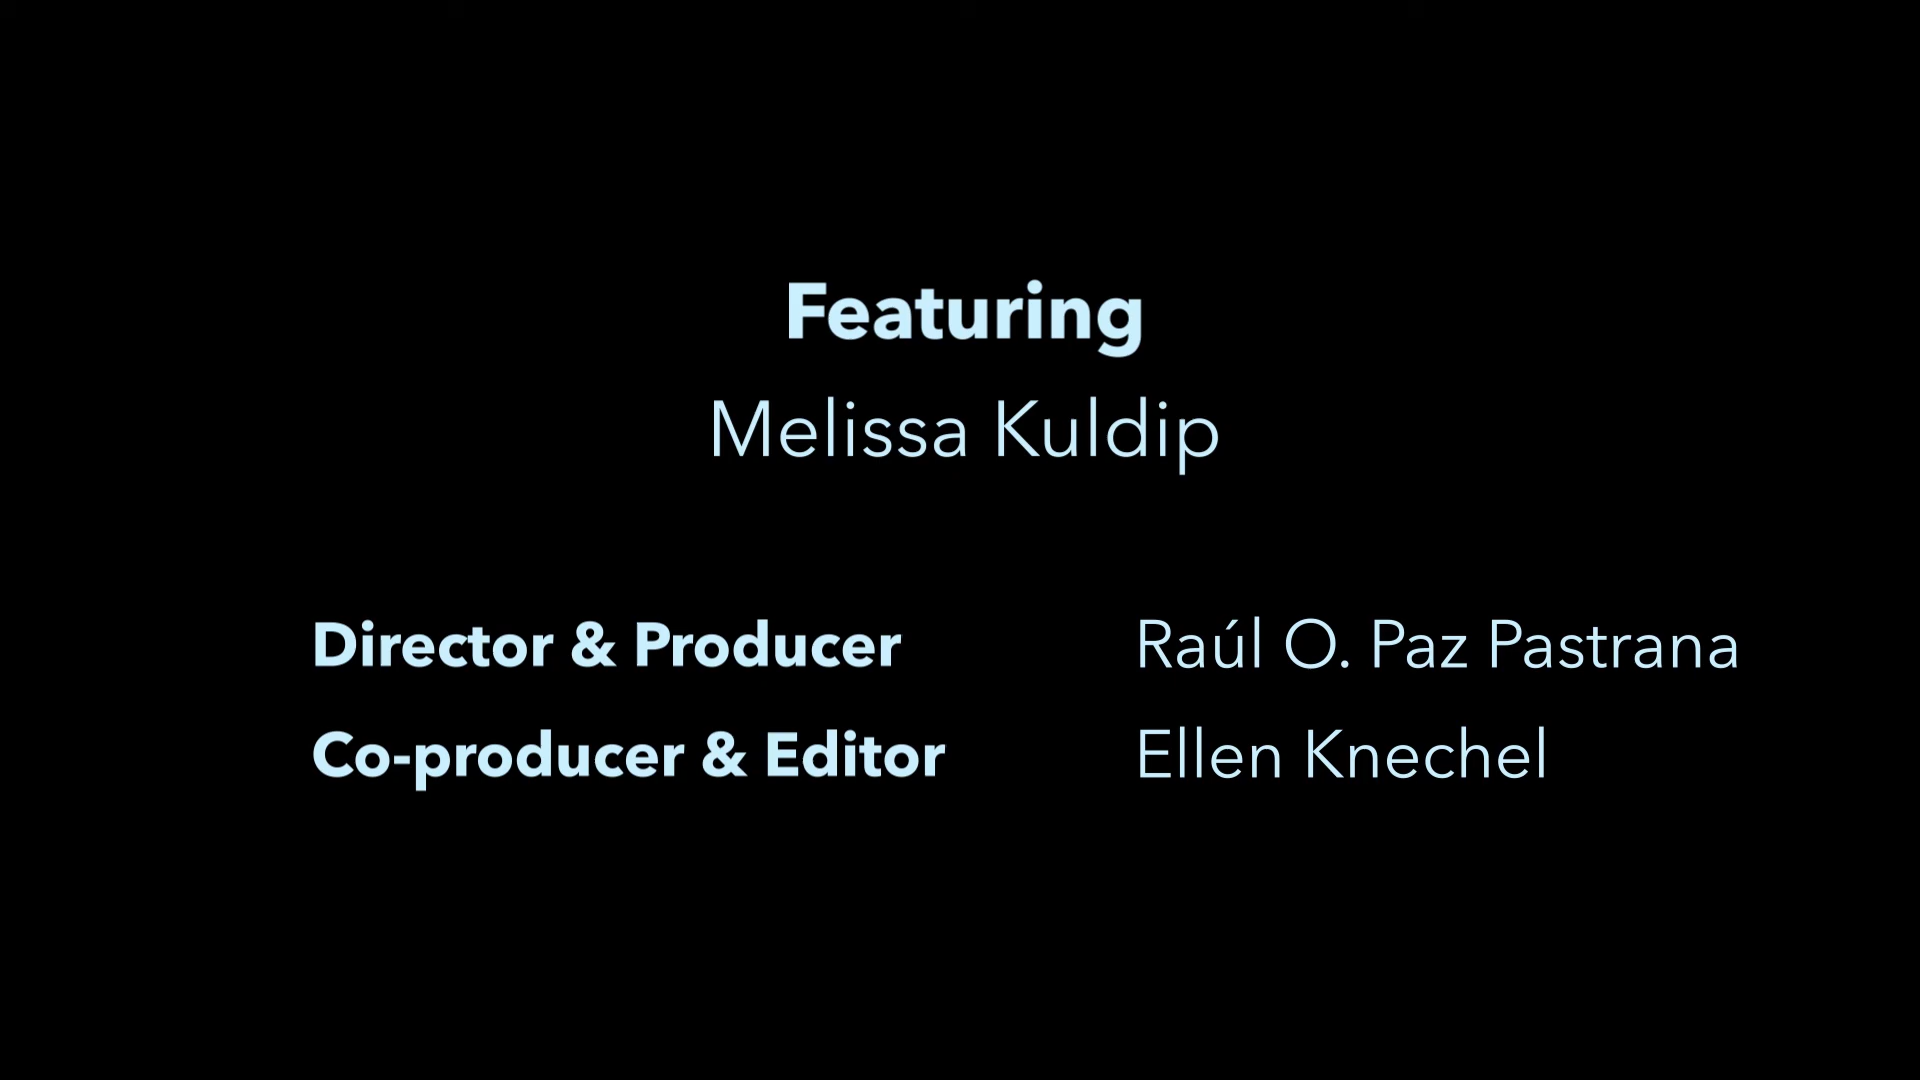 Featuring
Melissa Kuldip
Director & Producer Raúl O. Paz Pastrana
Co-producer & Editor Ellen Knechel